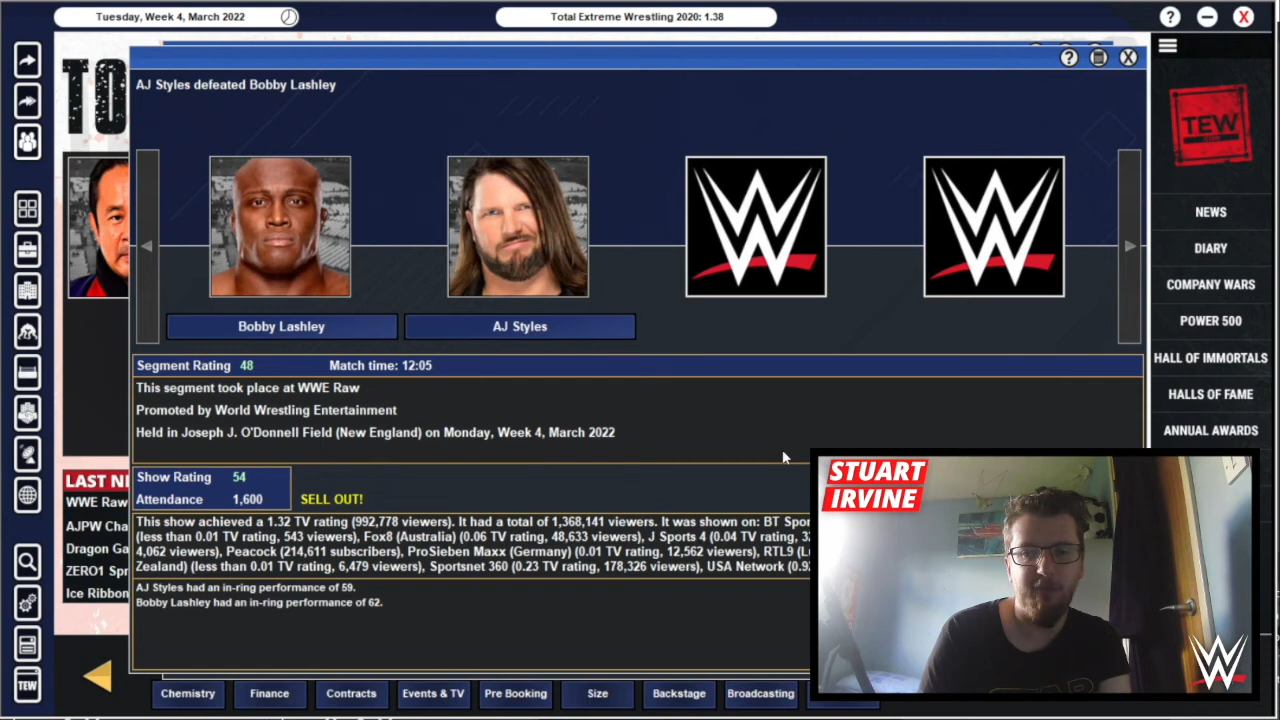 Tuesday, Week 4, March 2022
Total Extreme Wrestling 2020: 1.38
?
X
TO
?
X
AJ Styles defeated Bobby Lashley
Bobby Lashley
AJ Styles
Segment Rating 48 Match time: 12:05
This segment took place at WWE Raw
Promoted by World Wrestling Entertainment
Held in Joseph J. O'Donnell Field (New England) on Monday, Week 4, March 2022
Show Rating 54
Attendance 1,600 SELL OUT!
This show achieved a 1.32 TV rating (992,778 viewers). It had a total of 1,368,141 viewers. It was shown on: BT Spor
(less than 0.01 TV rating, 543 viewers), Fox8 (Australia) (0.06 TV rating, 48,633 viewers), J Sports 4 (0.04 TV rating, 32
4,062 viewers), Peacock (214,611 subscribers), ProSieben Maxx (Germany) (0.01 TV rating, 12,562 viewers), RTL9 (L
Zealand) (less than 0.01 TV rating, 6,479 viewers), Sportsnet 360 (0.23 TV rating, 178,326 viewers), USA Network (0.92
AJ Styles had an in-ring performance of 59.
Bobby Lashley had an in-ring performance of 62.
LAST NI
WWE Raw
AJPW Cha
Dragon Ga
ZERO1 Spr
Ice Ribbon
Chemistry
Finance
Contracts
Events & TV
Pre Booking
Size
Backstage
Broadcasting
TEW
TEW
NEWS
DIARY
COMPANY WARS
POWER 500
HALL OF IMMORTALS
HALLS OF FAME
ANNUAL AWARDS
STUART
IRVINE